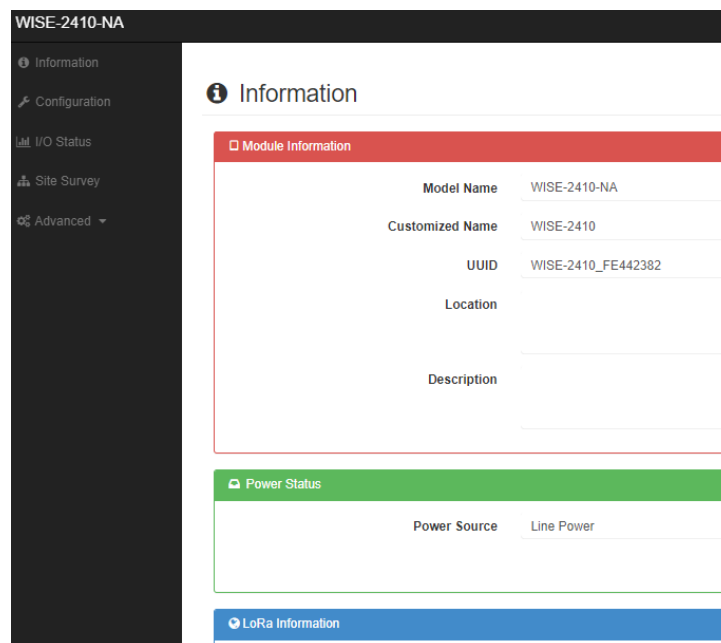 WISE-2410-NA
Information
Configuration
I/O Status
Site Survey
Advanced
Information
Module Information
Model Name WISE-2410-NA
Customized Name WISE-2410
UUID WISE-2410_FE442382
Location
Description
Power Status
Power Source Line Power
LoRa Information